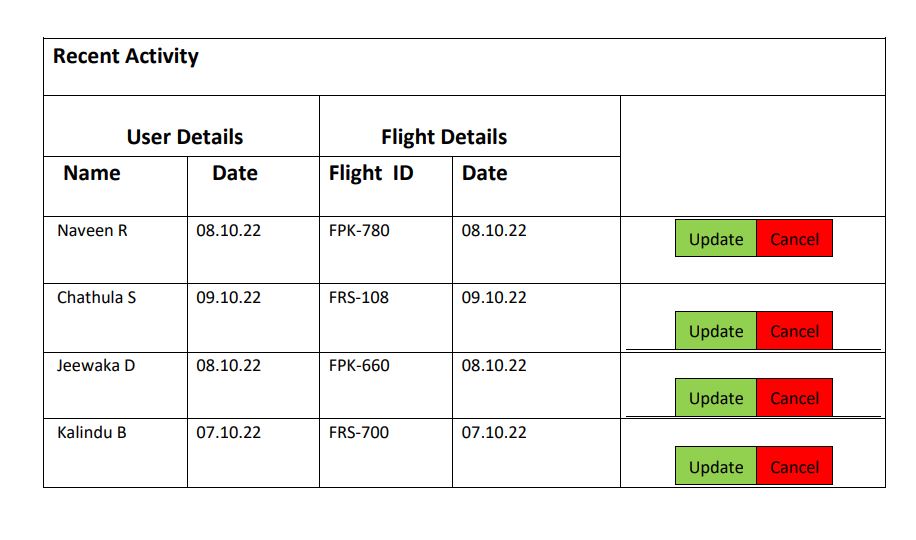 Recent Activity
User Details Flight Details
Name Date Flight ID Date
Naveen R 08.10.22 FPK-780 08.10.22 Update Cancel
Chathula S 09.10.22 FRS-108 09.10.22 Update Cancel
Jeewaka D 08.10.22 FPK-660 08.10.22 Update Cancel
Kalindu B 07.10.22 FRS-700 07.10.22 Update Cancel